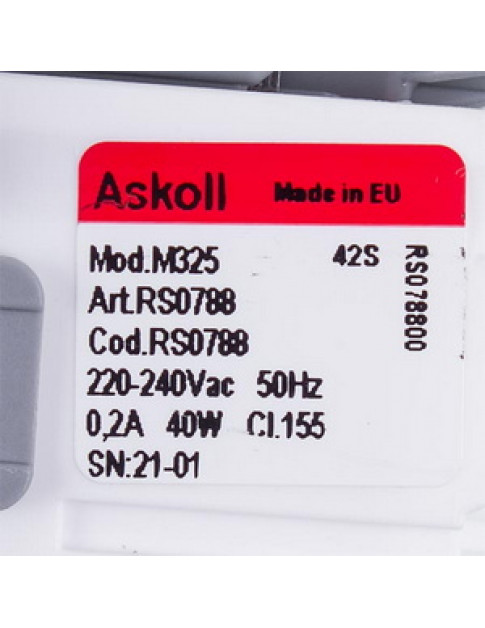 Askoll Made in EU
Mod.M325 42S
Art.RS0788
Cod.RS0788
220-240Vac 50Hz
0,2A 40W Cl.155
SN:21-01
RS078800